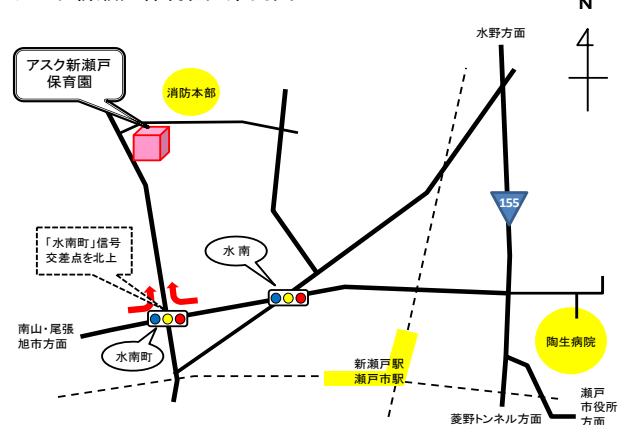 N
水野方面
アスク新瀬戸
保育園
消防本部
155
「水南町」信号
交差点を北上
水 南
南山・尾張
旭市方面
水南町
新瀬戸駅
瀬戸市駅
陶生病院
菱野トンネル方面
瀬戸
市役所
方面